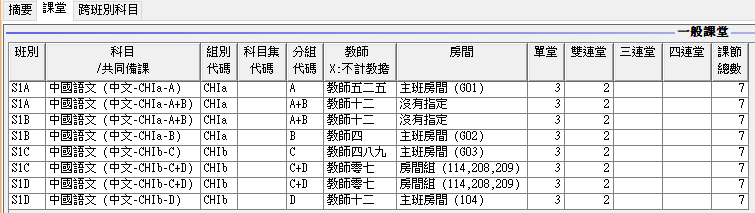 摘要 課堂 跨班別科目
一般課堂
班別 科目 /共同備課 組別代碼 科目集代碼 分組代碼 教師 X:不計教擔 房間 單堂 雙連堂 三連堂 四連堂 課節總數
S1A 中國語文 (中文-CHIa-A) CHIa A 教師五二五 主班房間 (G01) 3 2 7
S1A 中國語文 (中文-CHIa-A+B) CHIa A+B 教師十二 沒有指定 3 2 7
S1B 中國語文 (中文-CHIa-A+B) CHIa A+B 教師十二 沒有指定 3 2 7
S1B 中國語文 (中文-CHIa-B) CHIa B 教師四 主班房間 (G02) 3 2 7
S1C 中國語文 (中文-CHIb-C) CHIb C 教師四八九 主班房間 (G03) 3 2 7
S1C 中國語文 (中文-CHIb-C+D) CHIb C+D 教師零七 房間組 (114,208,209) 3 2 7
S1D 中國語文 (中文-CHIb-C+D) CHIb C+D 教師零七 房間組 (114,208,209) 3 2 7
S1D 中國語文 (中文-CHIb-D) CHIb D 教師十二 主班房間 (104) 3 2 7